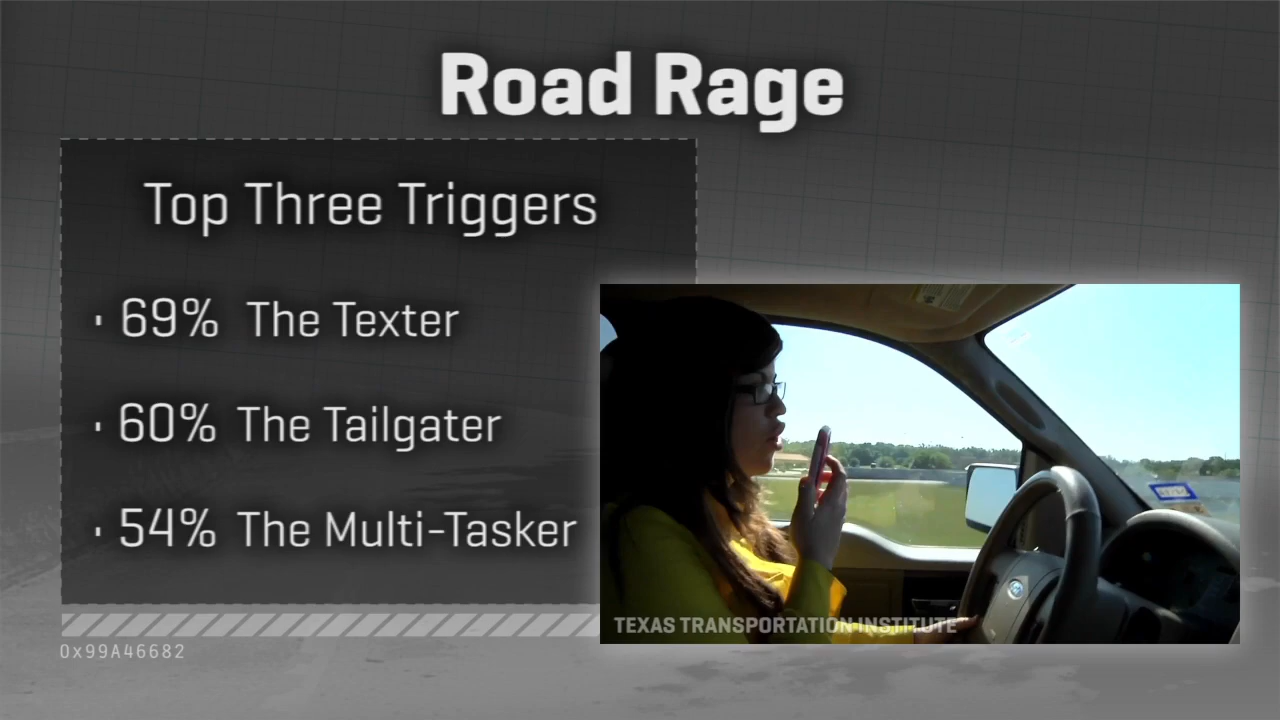 Road Rage
Top Three Triggers
· 69% The Texter
· 60% The Tailgater
· 54% The Multi-Tasker
TEXAS TRANSPORTATION INSTITUTE
0x99A46682